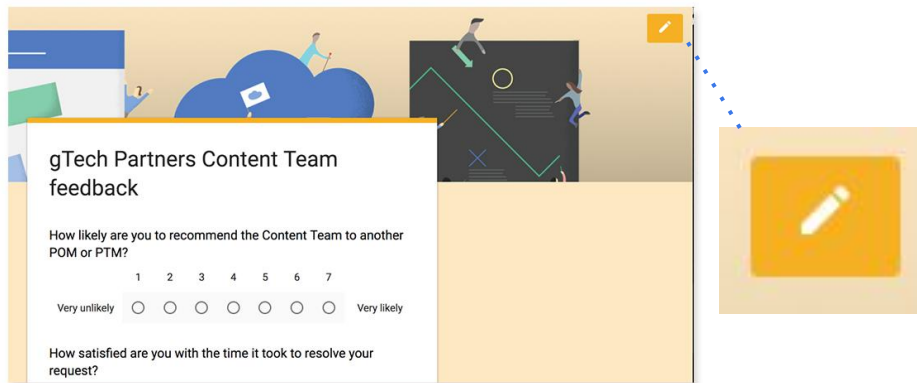 gTech Partners Content Team
feedback
How likely are you to recommend the Content Team to another
POM or PTM?
1 2 3 4 5 6 7
Very unlikely Very likely
How satisfied are you with the time it took to resolve your
request?